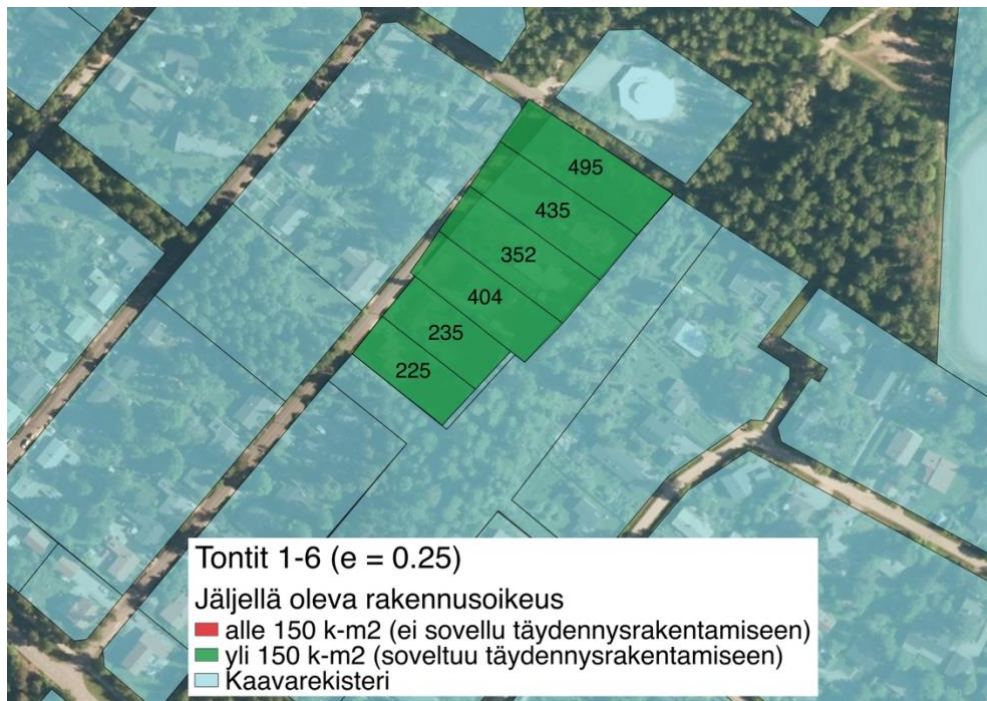 495
435
352
404
235
225
Tontit 1-6 (e = 0.25)
Jäljellä oleva rakennusoikeus
alle 150 k-m2 (ei sovellu täydennysrakentamiseen)
yli 150 k-m2 (soveltuu täydennysrakentamiseen)
Kaavarekisteri